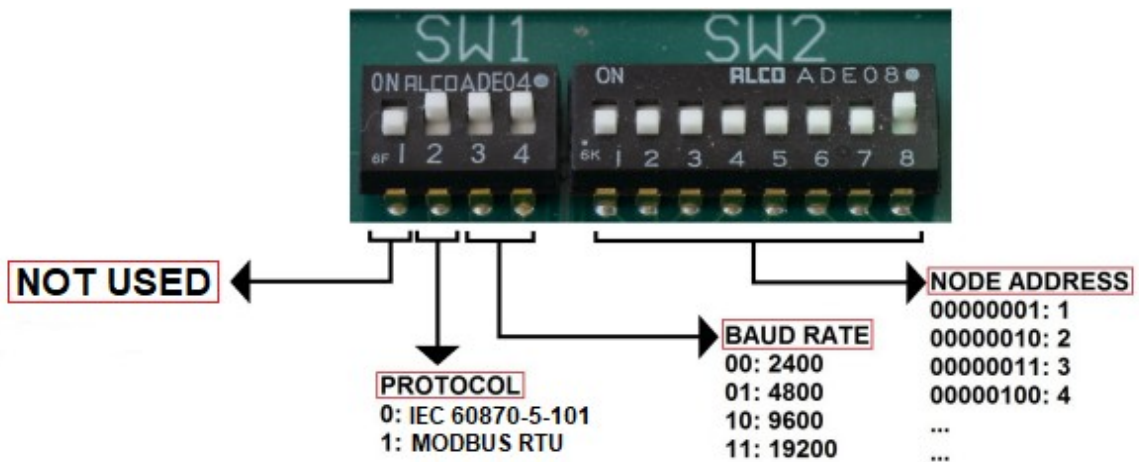 SW1 SW2
ON ALCO ADE04 ON ALCO ADE08
6F 1 2 3 4 6K 1 2 3 4 5 6 7 8
NOT USED
PROTOCOL
0: IEC 60870-5-101
1: MODBUS RTU
BAUD RATE
00: 2400
01: 4800
10: 9600
11: 19200
NODE ADDRESS
00000001: 1
00000010: 2
00000011: 3
00000100: 4
...
...